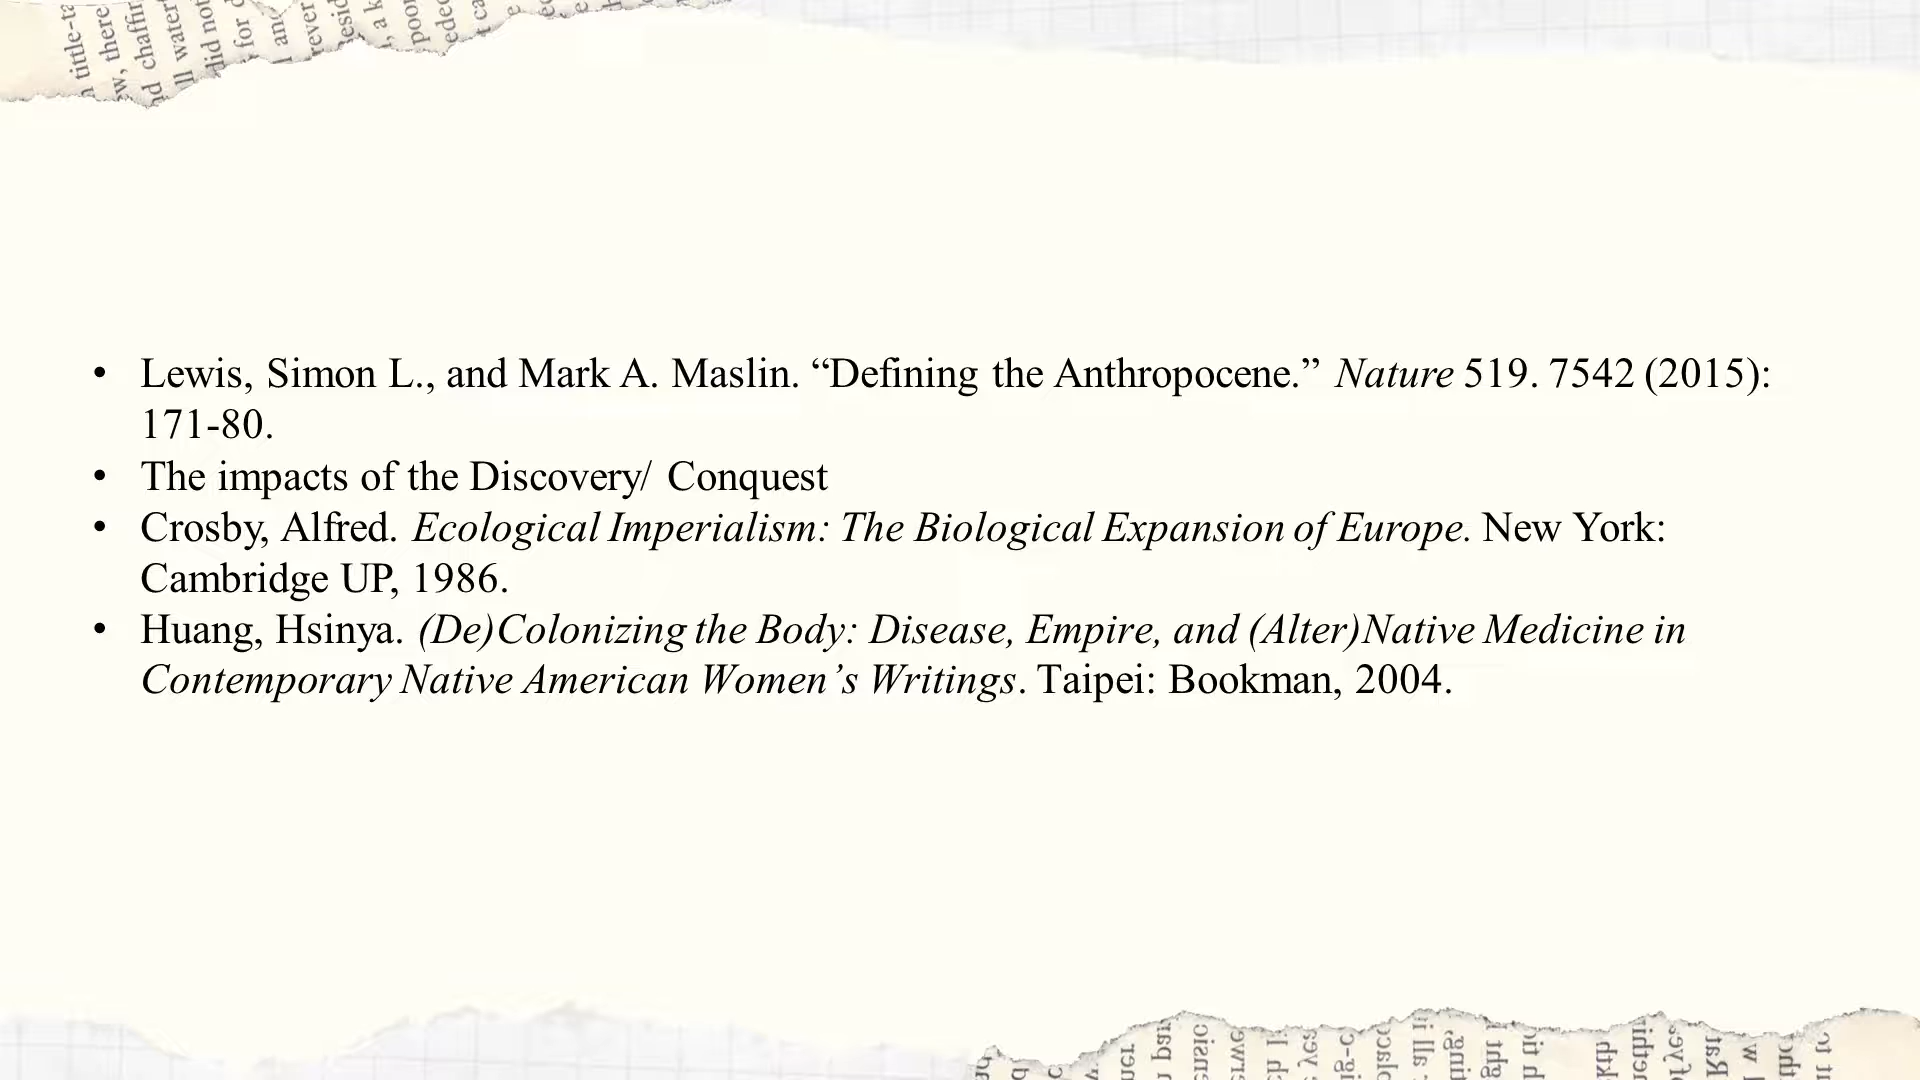 • Lewis, Simon L., and Mark A. Maslin. “Defining the Anthropocene.” Nature 519. 7542 (2015):
171-80.
• The impacts of the Discovery/ Conquest
• Crosby, Alfred. Ecological Imperialism: The Biological Expansion of Europe. New York:
Cambridge UP, 1986.
• Huang, Hsinya. (De)Colonizing the Body: Disease, Empire, and (Alter)Native Medicine in
Contemporary Native American Women’s Writings. Taipei: Bookman, 2004.